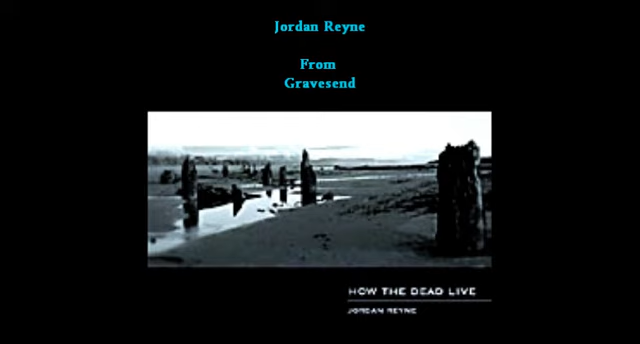 Jordan Reyne
From
Gravesend
HOW THE DEAD LIVE
JORDAN REYNE